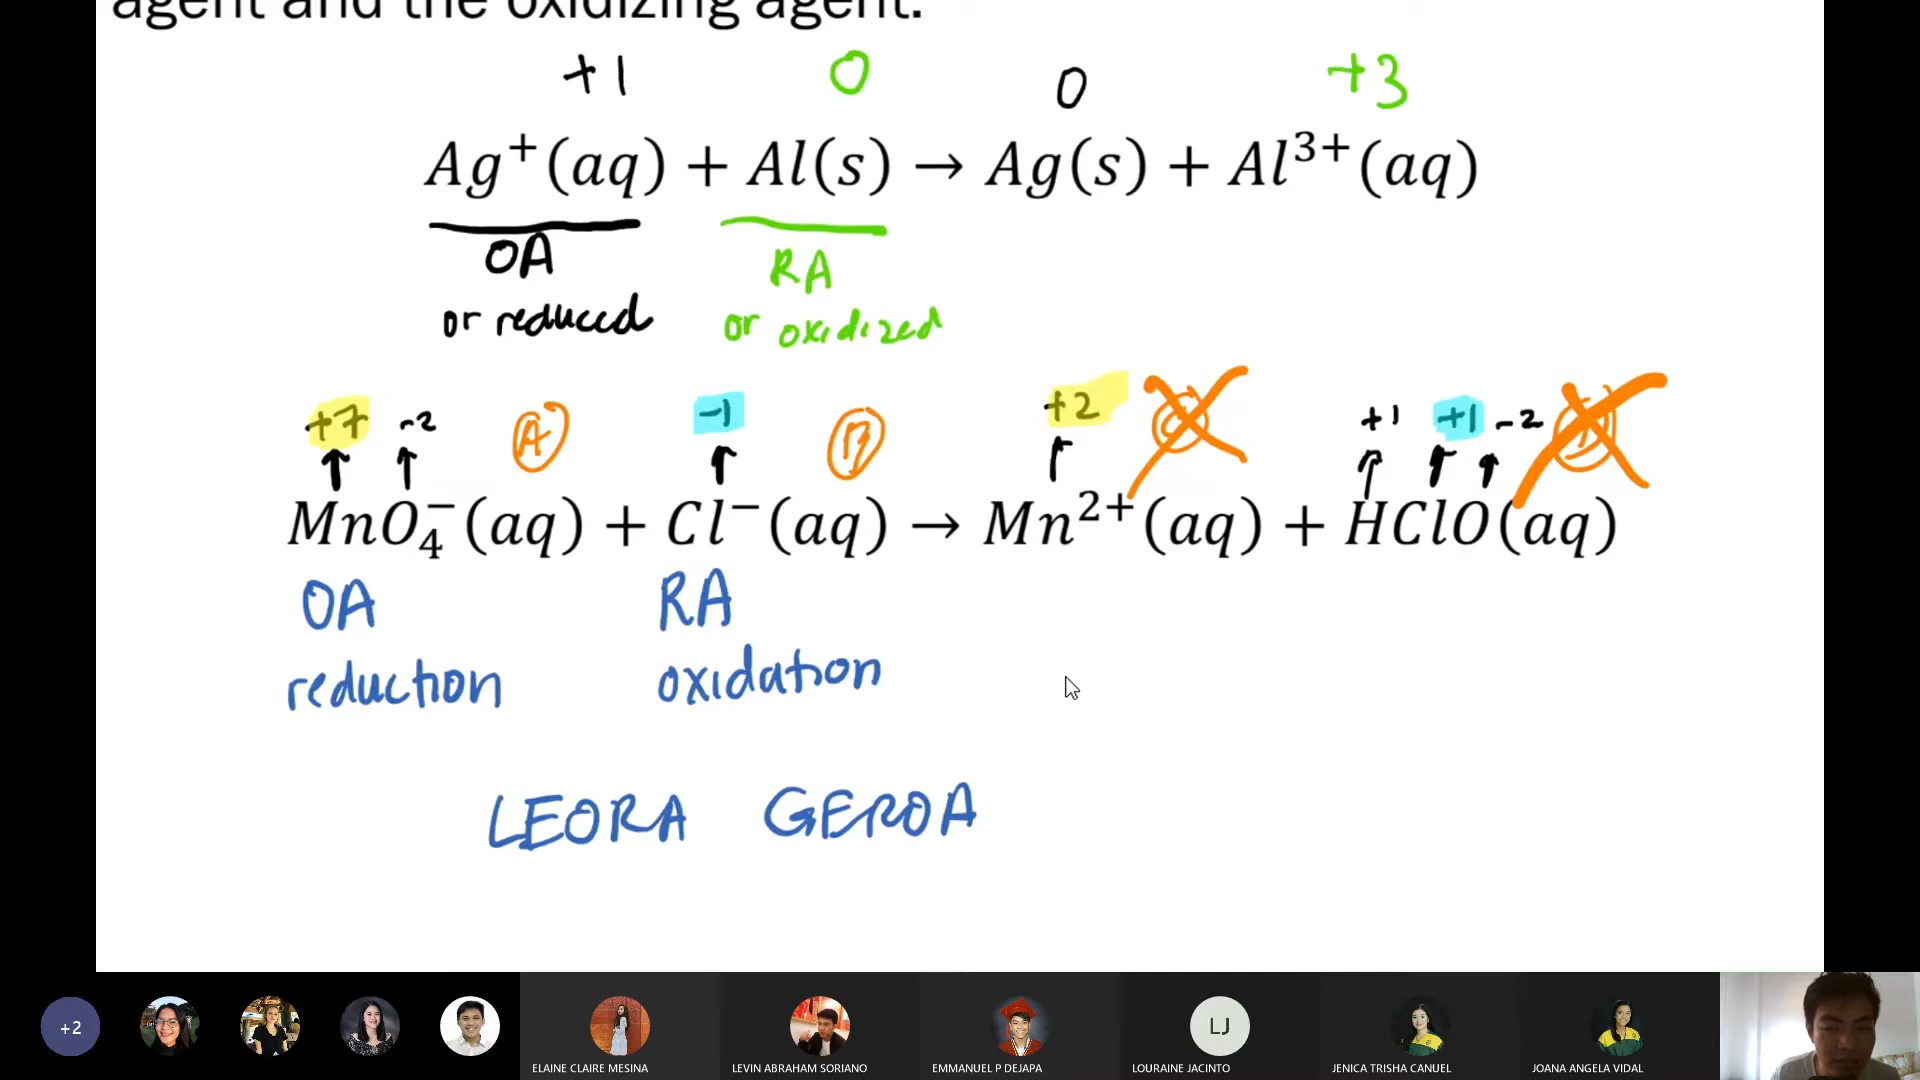 agent and the oxidizing agent.
+1 0 0 +3
Ag⁺(aq) + Al(s) → Ag(s) + Al³⁺(aq)
OA RA
or reduced or oxidized
+7 -2 A -1 B +2 C +1 +1 -2 D
MnO₄⁻(aq) + Cl⁻(aq) → Mn²⁺(aq) + HClO(aq)
OA RA
reduction oxidation
LEORA GEROA
+2 LJ
ELAINE CLAIRE MESINA LEVIN ABRAHAM SORIANO EMMANUEL P DEJAPA LOURAINE JACINTO JENICA TRISHA CANUEL JOANA ANGELA VIDAL